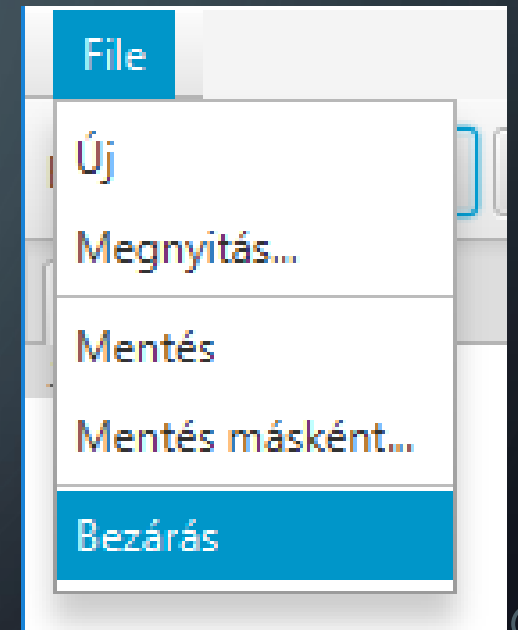 File
Új
Megnyitás...
Mentés
Mentés másként...
Bezárás